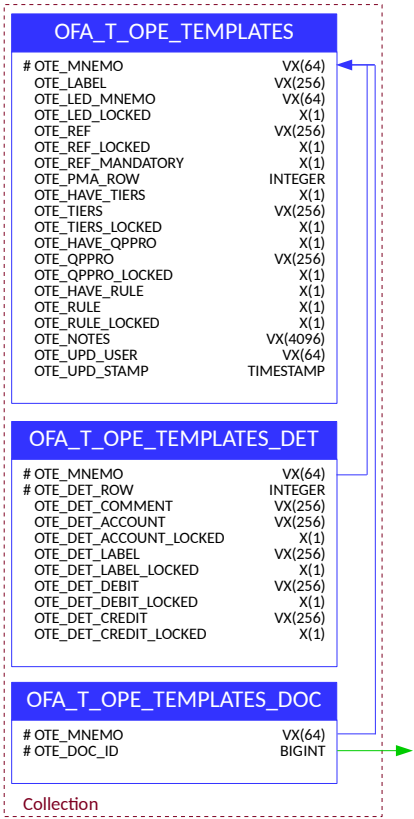 OFA_T_OPE_TEMPLATES
# OTE_MNEMO VX(64)
OTE_LABEL VX(256)
OTE_LED_MNEMO VX(64)
OTE_LED_LOCKED X(1)
OTE_REF VX(256)
OTE_REF_LOCKED X(1)
OTE_REF_MANDATORY X(1)
OTE_PMA_ROW INTEGER
OTE_HAVE_TIERS X(1)
OTE_TIERS VX(256)
OTE_TIERS_LOCKED X(1)
OTE_HAVE_QPPRO X(1)
OTE_QPPRO VX(256)
OTE_QPPRO_LOCKED X(1)
OTE_HAVE_RULE X(1)
OTE_RULE X(1)
OTE_RULE_LOCKED X(1)
OTE_NOTES VX(4096)
OTE_UPD_USER VX(64)
OTE_UPD_STAMP TIMESTAMP
OFA_T_OPE_TEMPLATES_DET
# OTE_MNEMO VX(64)
# OTE_DET_ROW INTEGER
OTE_DET_COMMENT VX(256)
OTE_DET_ACCOUNT VX(256)
OTE_DET_ACCOUNT_LOCKED X(1)
OTE_DET_LABEL VX(256)
OTE_DET_LABEL_LOCKED X(1)
OTE_DET_DEBIT VX(256)
OTE_DET_DEBIT_LOCKED X(1)
OTE_DET_CREDIT VX(256)
OTE_DET_CREDIT_LOCKED X(1)
OFA_T_OPE_TEMPLATES_DOC
# OTE_MNEMO VX(64)
# OTE_DOC_ID BIGINT
Collection